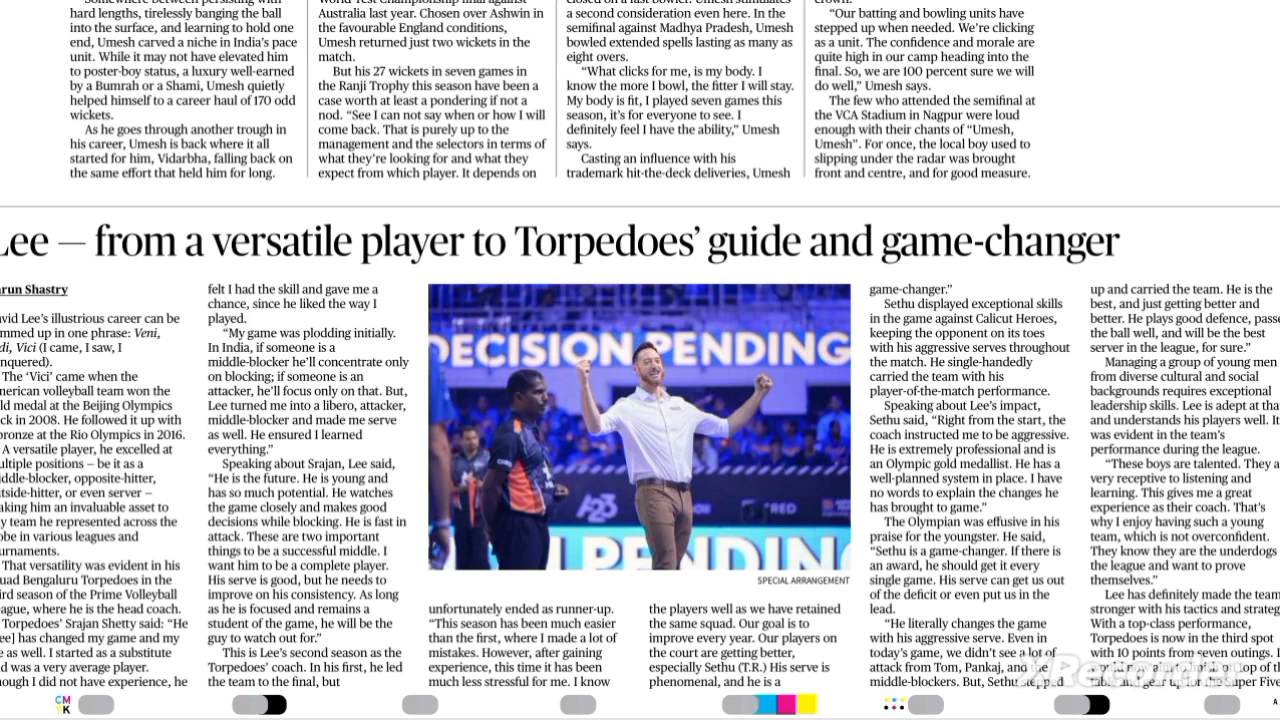 hard lengths, tirelessly banging the ball
into the surface, and learning to hold one
end, Umesh carved a niche in India's pace
unit. While it may not have elevated him
to poster-boy status, a luxury well-earned
by a Bumrah or a Shami, Umesh quietly
helped himself to a career haul of 170 odd
wickets.
As he goes through another trough in
his career, Umesh is back where it all
started for him, Vidarbha, falling back on
the same effort that held him for long.
Australia last year. Chosen over Ashwin in
the favourable England conditions,
Umesh returned just two wickets in the
match.
But his 27 wickets in seven games in
the Ranji Trophy this season have been a
case worth at least a pondering if not a
nod. “See I can not say when or how I will
come back. That is purely up to the
management and the selectors in terms of
what they're looking for and what they
expect from which player. It depends on
a second consideration even here. In the
semifinal against Madhya Pradesh, Umesh
bowled extended spells lasting as many as
eight overs.
“What clicks for me, is my body. I
know the more I bowl, the fitter I will stay.
My body is fit, I played seven games this
season, it's for everyone to see. I
definitely feel I have the ability,” Umesh
says.
Casting an influence with his
trademark hit-the-deck deliveries, Umesh
“Our batting and bowling units have
stepped up when needed. We're clicking
as a unit. The confidence and morale are
quite high in our camp heading into the
final. So, we are 100 percent sure we will
do well,” Umesh says.
The few who attended the semifinal at
the VCA Stadium in Nagpur were loud
enough with their chants of “Umesh,
Umesh”. For once, the local boy used to
slipping under the radar was brought
front and centre, and for good measure.
Lee — from a versatile player to Torpedoes' guide and game-changer
Shastry
Lee's illustrious career can be
up in one phrase: Veni,
Vici (I came, I saw, I
The ‘Vici’ came when the
volleyball team won the
medal at the Beijing Olympics
in 2008. He followed it up with
bronze at the Rio Olympics in 2016.
A versatile player, he excelled at
positions – be it as a
opposite-hitter,
or even server –
him an invaluable asset to
team he represented across the
in various leagues and
That versatility was evident in his
Bengaluru Torpedoes in the
season of the Prime Volleyball
where he is the head coach.
Torpedoes' Srajan Shetty said: “He
has changed my game and my
as well. I started as a substitute
was a very average player.
I did not have experience, he
felt I had the skill and gave me a
chance, since he liked the way I
played.
“My game was plodding initially.
In India, if someone is a
middle-blocker he'll concentrate only
on blocking; if someone is an
attacker, he'll focus only on that. But,
Lee turned me into a libero, attacker,
middle-blocker and made me serve
as well. He ensured I learned
everything.”
Speaking about Srajan, Lee said,
“He is the future. He is young and
has so much potential. He watches
the game closely and makes good
decisions while blocking. He is fast in
attack. These are two important
things to be a successful middle. I
want him to be a complete player.
His serve is good, but he needs to
improve on his consistency. As long
as he is focused and remains a
student of the game, he will be the
guy to watch out for.”
This is Lee's second season as the
Torpedoes' coach. In his first, he led
the team to the final, but
DECISION PENDING
A23
RED
PENDING
SPECIAL ARRANGEMENT
unfortunately ended as runner-up.
“This season has been much easier
than the first, where I made a lot of
mistakes. However, after gaining
experience, this time it has been
much less stressful for me. I know
the players well as we have retained
the same squad. Our goal is to
improve every year. Our players on
the court are getting better,
especially Sethu (T.R.) His serve is
phenomenal, and he is a
game-changer.”
Sethu displayed exceptional skills
in the game against Calicut Heroes,
keeping the opponent on its toes
with his aggressive serves throughout
the match. He single-handedly
carried the team with his
player-of-the-match performance.
Speaking about Lee's impact,
Sethu said, “Right from the start, the
coach instructed me to be aggressive.
He is extremely professional and is
an Olympic gold medallist. He has a
well-planned system in place. I have
no words to explain the changes he
has brought to game.”
The Olympian was effusive in his
praise for the youngster. He said,
“Sethu is a game-changer. If there is
an award, he should get it every
single game. His serve can get us out
of the deficit or even put us in the
lead.
“He literally changes the game
with his aggressive serve. Even in
today's game, we didn't see a lot of
attack from Tom, Pankaj, and the
middle-blockers. But, Sethu stepped
up and carried the team. He is the
best, and just getting better and
better. He plays good defence,
the ball well, and will be the best
server in the league, for sure.”
Managing a group of young men
from diverse cultural and social
backgrounds requires exceptional
leadership skills. Lee is adept at
and understands his players well. It
was evident in the team's
performance during the league.
“These boys are talented. They
very receptive to listening and
learning. This gives me a great
experience as their coach. That's
why I enjoy having such a young
team, which is not overconfident.
They know they are the underdogs
the league and want to prove
themselves.”
Lee has definitely made the team
stronger with his tactics and
With a top-class performance,
Torpedoes is now in the third spot
with 10 points from seven outings.
gear up for the Super Five
XRecorder
CM
YK
A